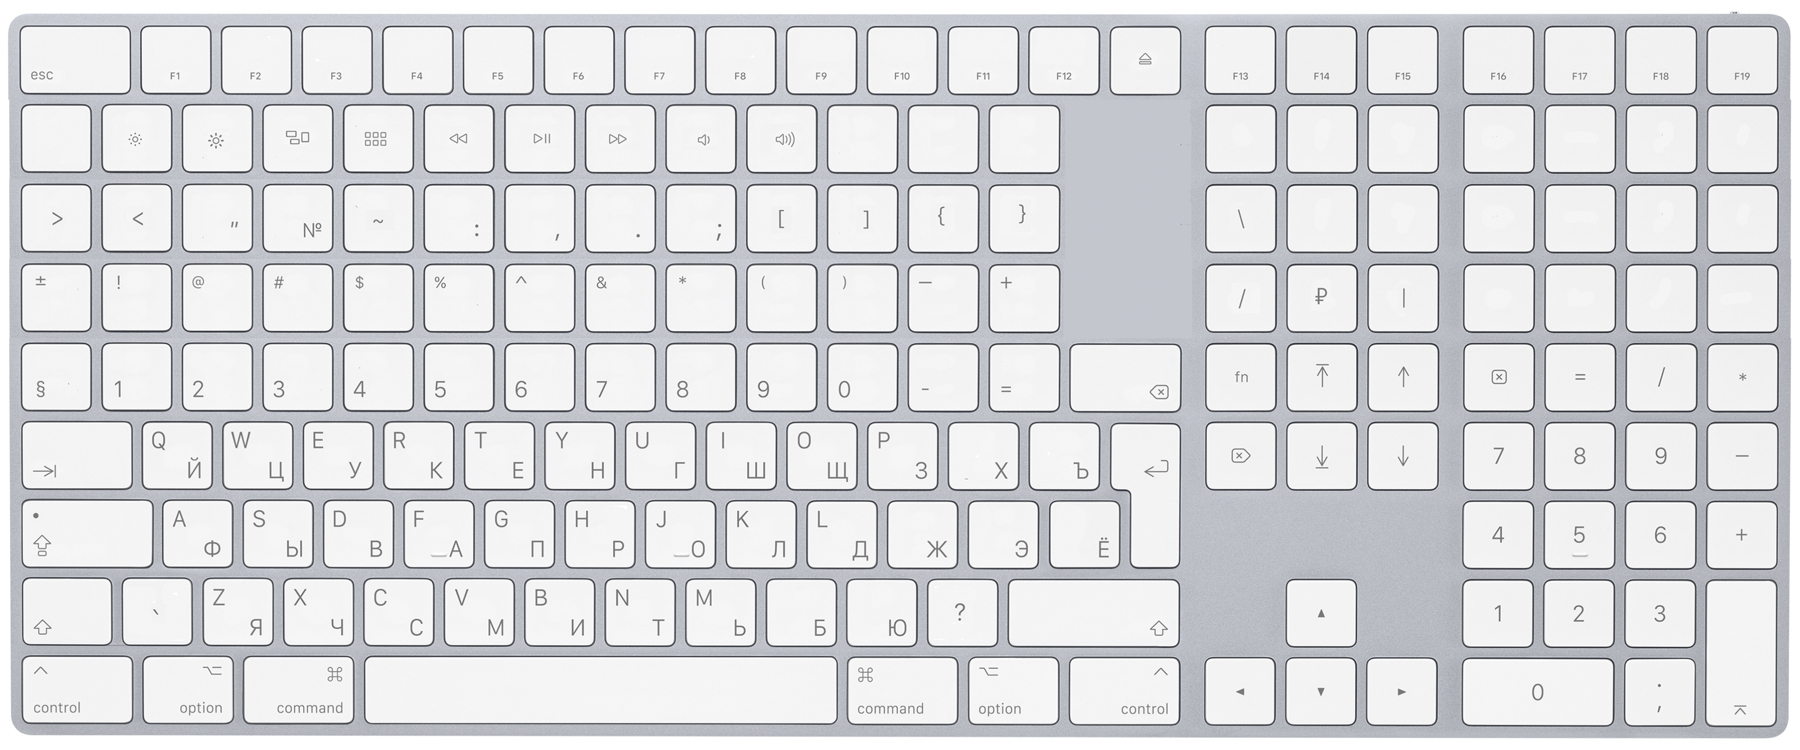 esc F1 F2 F3 F4 F5 F6 F7 F8 F9 F10 F11 F12 F13 F14 F15 F16 F17 F18 F19
> < " № ~ : , . ; [ ] { } \
± ! @ # $ % ^ & * ( ) — + / ₽ |
§ 1 2 3 4 5 6 7 8 9 0 - = fn = / *
Q Й W Ц E У R К T Е Y Н U Г I Ш O Щ P З Х Ъ 7 8 9 −
A Ф S Ы D В F А G П H Р J О K Л L Д Ж Э Ё 4 5 6 +
` Z Я X Ч C С V М B И N Т M Ь Б Ю ? 1 2 3
control option command command option control 0 . ,